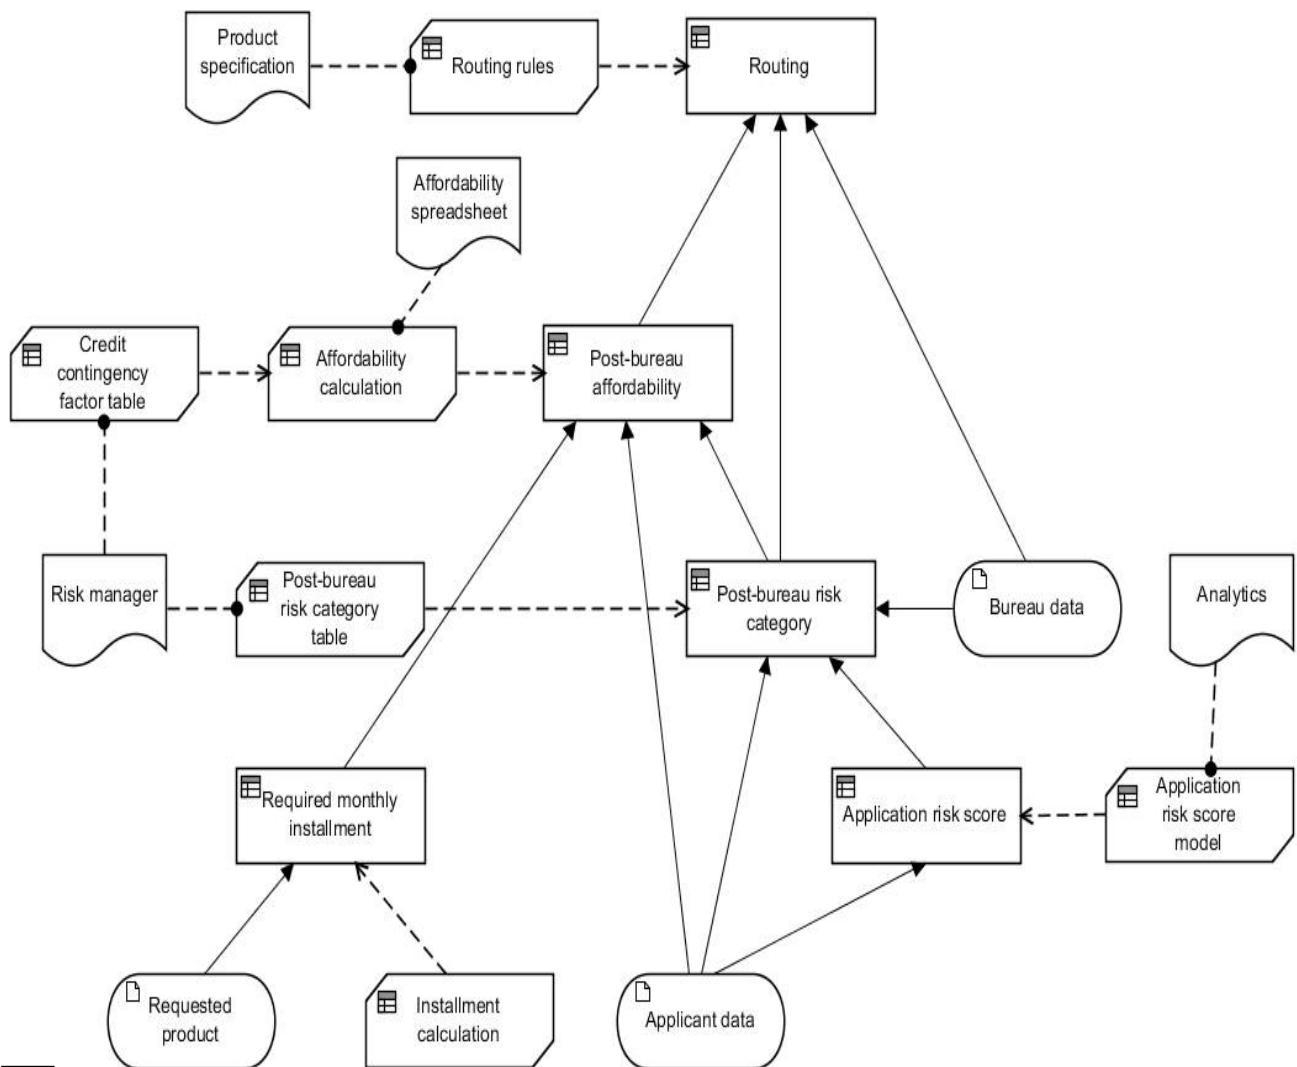 Product
specification
Routing rules
Routing
Affordability
spreadsheet
Credit
contingency
factor table
Affordability
calculation
Post-bureau
affordability
Risk manager
Post-bureau
risk category
table
Post-bureau risk
category
Bureau data
Analytics
Required monthly
installment
Application risk score
Application
risk score
model
Requested
product
Installment
calculation
Applicant data